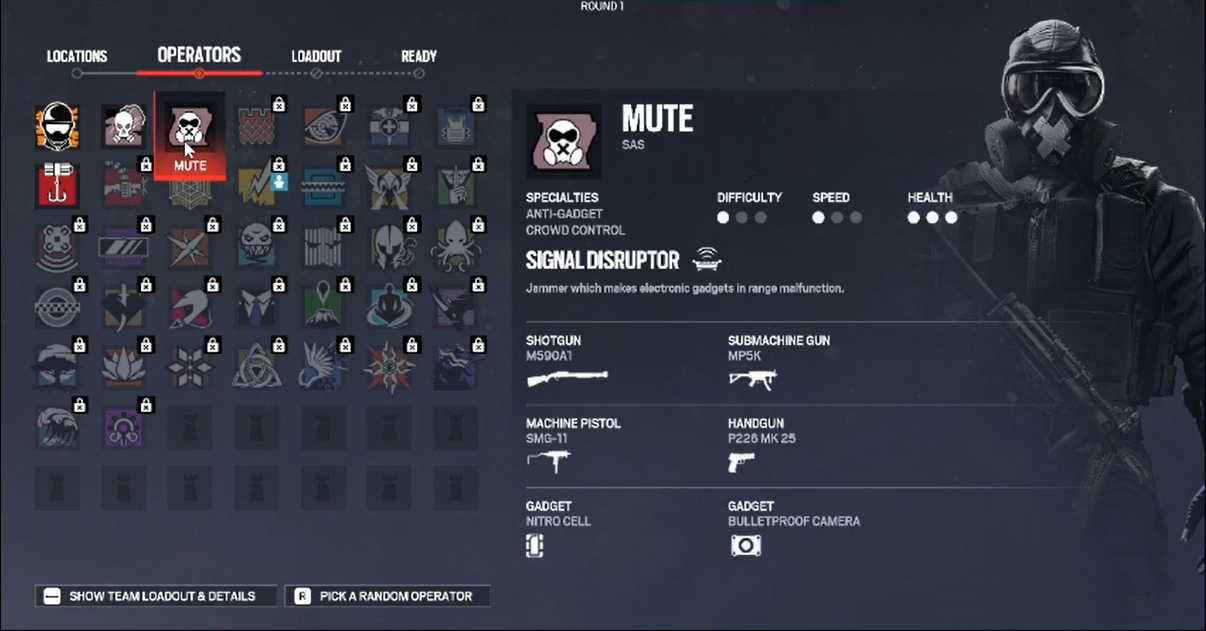 ROUND 1
LOCATIONS OPERATORS LOADOUT READY
MUTE
MUTE
SAS
SPECIALTIES
ANTI-GADGET
CROWD CONTROL
DIFFICULTY
SPEED
HEALTH
SIGNAL DISRUPTOR
Jammer which makes electronic gadgets in range malfunction.
SHOTGUN
M590A1
SUBMACHINE GUN
MP5K
MACHINE PISTOL
SMG-11
HANDGUN
P226 MK 25
GADGET
NITRO CELL
GADGET
BULLETPROOF CAMERA
SHOW TEAM LOADOUT & DETAILS
R PICK A RANDOM OPERATOR